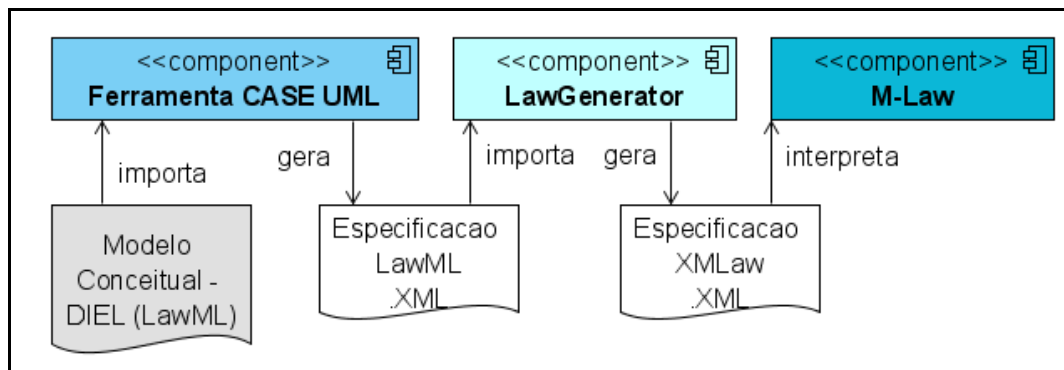 <<component>>
Ferramenta CASE UML
<<component>>
LawGenerator
<<component>>
M-Law
importa
gera
importa
gera
interpreta
Modelo
Conceitual -
DIEL (LawML)
Especificacao
LawML
.XML
Especificacao
XMLaw
.XML